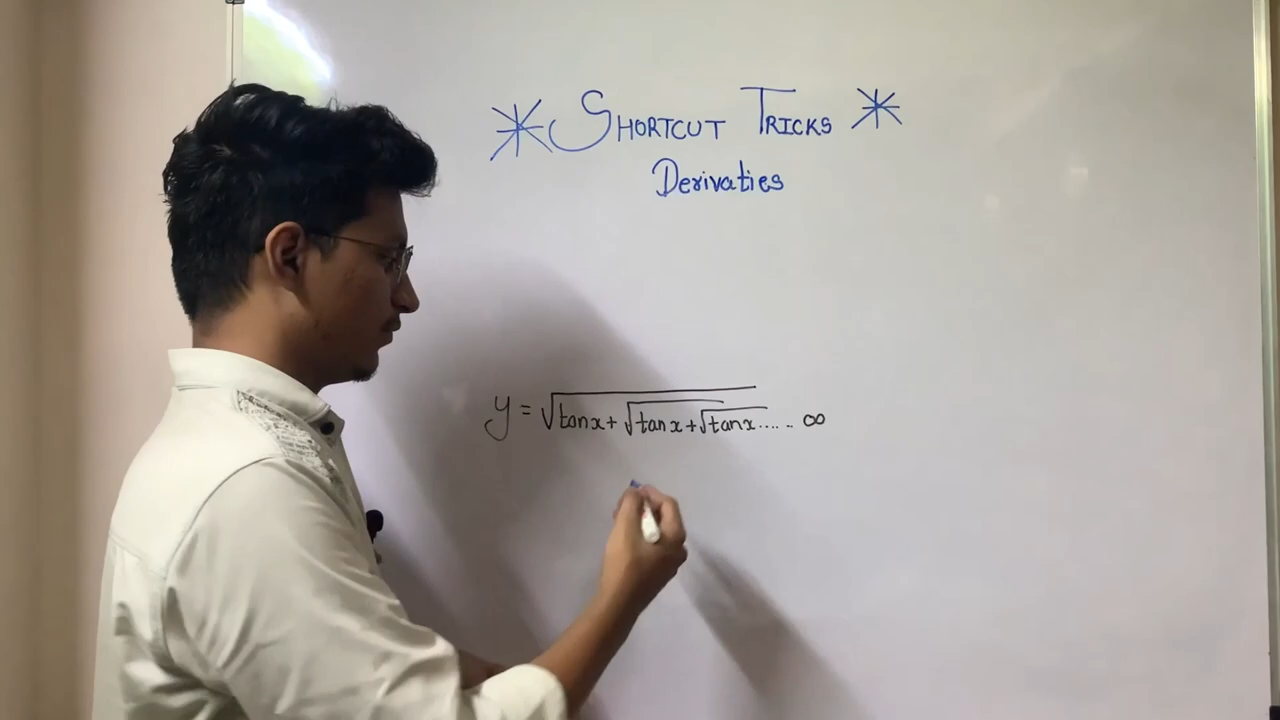 * SHORTCUT TRICKS *
Derivaties
y = √tanx + √tanx + √tanx ..... ∞